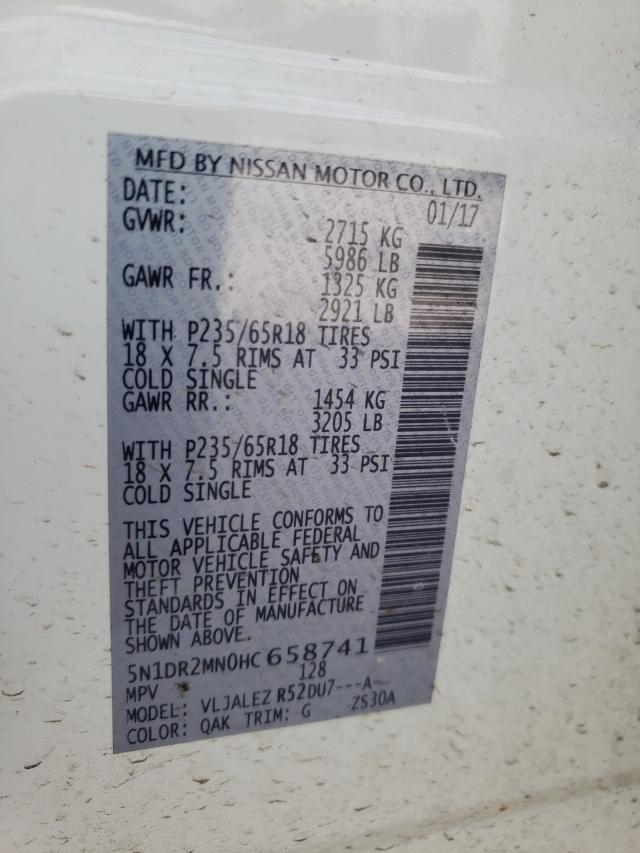 MFD BY NISSAN MOTOR CO., LTD.
DATE: 01/17
GVWR: 2715 KG
5986 LB
GAWR FR.: 1325 KG
2921 LB
WITH P235/65R18 TIRES
18 X 7.5 RIMS AT 33 PSI
COLD SINGLE
GAWR RR.: 1454 KG
3205 LB
WITH P235/65R18 TIRES
18 X 7.5 RIMS AT 33 PSI
COLD SINGLE
THIS VEHICLE CONFORMS TO
ALL APPLICABLE FEDERAL
MOTOR VEHICLE SAFETY AND
THEFT PREVENTION
STANDARDS IN EFFECT ON
THE DATE OF MANUFACTURE
SHOWN ABOVE.
5N1DR2MN0HC 658741
MPV 128
MODEL: VLJALEZ R52DU7---A-
COLOR: QAK TRIM: G ZS30A